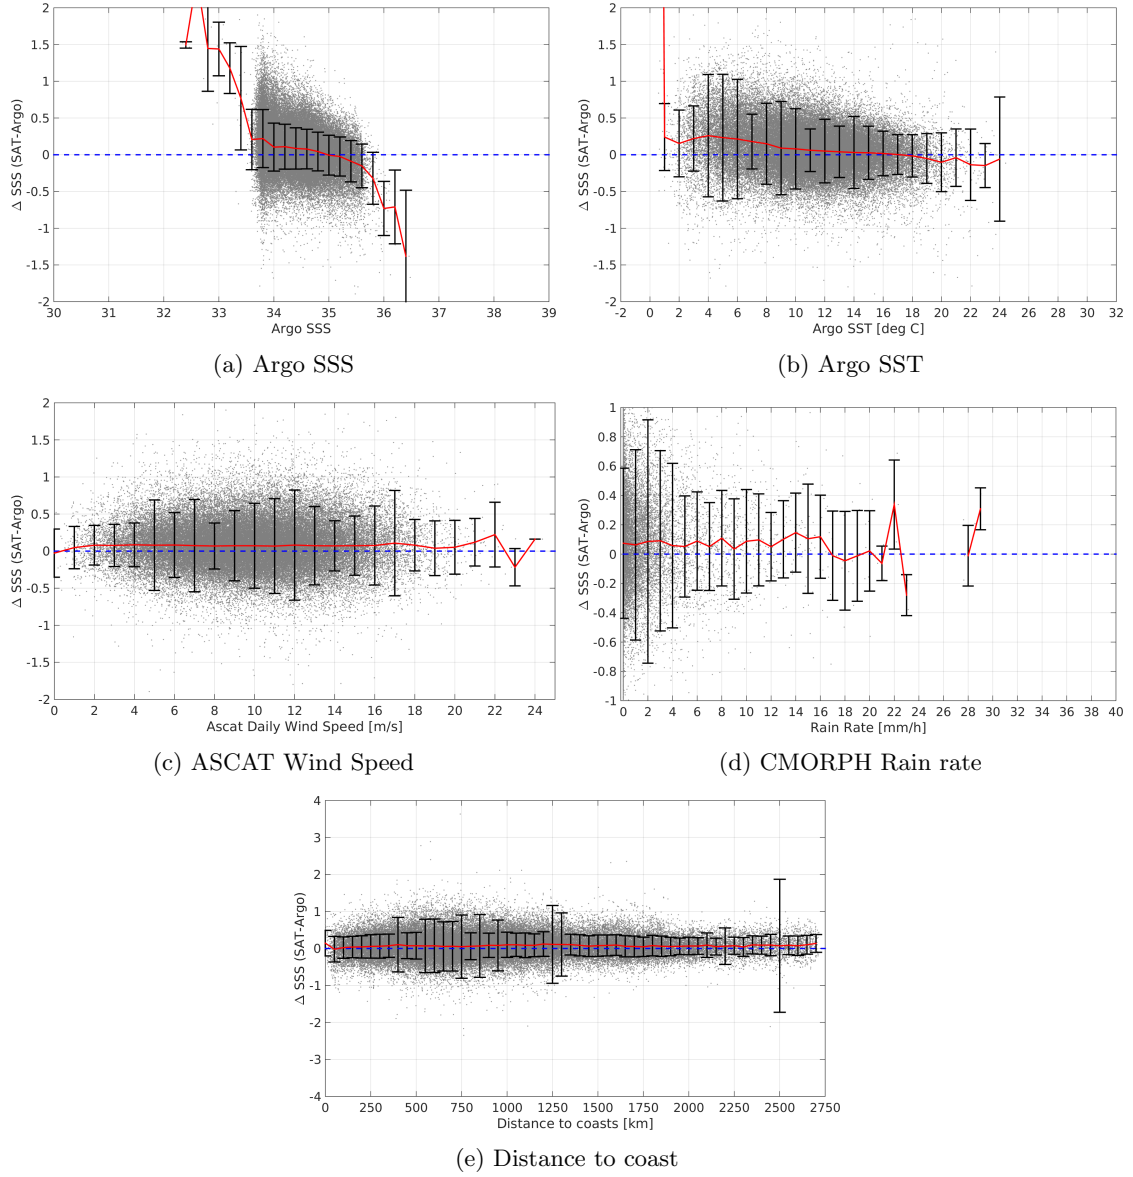 2
1.5
1
0.5
0
-0.5
-1
-1.5
-2
Δ SSS (SAT-Argo)
30 31 32 33 34 35 36 37 38 39
Argo SSS
(a) Argo SSS
2
1.5
1
0.5
0
-0.5
-1
-1.5
-2
Δ SSS (SAT-Argo)
-2 0 2 4 6 8 10 12 14 16 18 20 22 24 26 28 30 32
Argo SST [deg C]
(b) Argo SST
2
1.5
1
0.5
0
-0.5
-1
-1.5
-2
Δ SSS (SAT-Argo)
0 2 4 6 8 10 12 14 16 18 20 22 24
Ascat Daily Wind Speed [m/s]
(c) ASCAT Wind Speed
1
0.8
0.6
0.4
0.2
0
-0.2
-0.4
-0.6
-0.8
-1
Δ SSS (SAT-Argo)
0 2 4 6 8 10 12 14 16 18 20 22 24 26 28 30 32 34 36 38 40
Rain Rate [mm/h]
(d) CMORPH Rain rate
4
3
2
1
0
-1
-2
-3
-4
Δ SSS (SAT-Argo)
0 250 500 750 1000 1250 1500 1750 2000 2250 2500 2750
Distance to coasts [km]
(e) Distance to coast